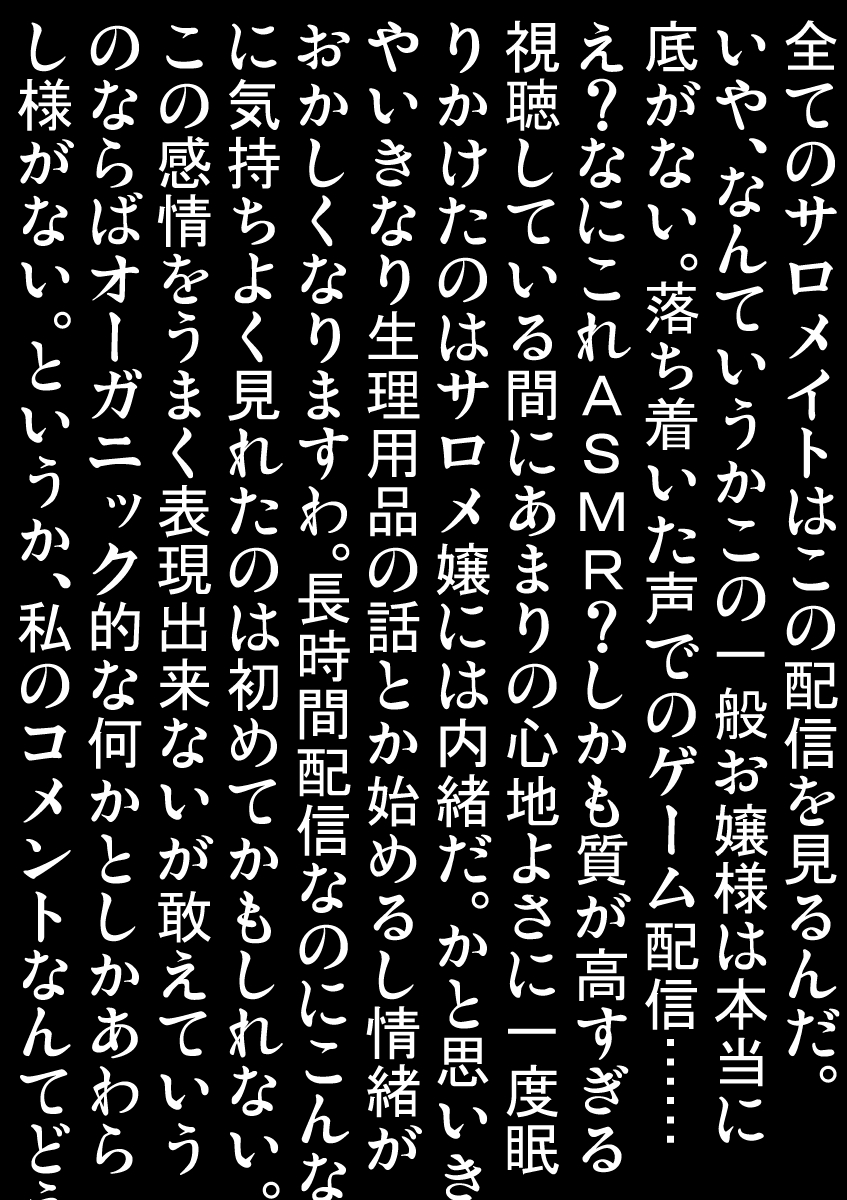 全てのサロメイトはこの配信を見るんだ。
いや、なんていうかこの一般お嬢様は本当に
底がない。落ち着いた声でのゲーム配信……
え？なにこれＡＳＭＲ？しかも質が高すぎる
視聴している間にあまりの心地よさに一度眠
りかけたのはサロメ嬢には内緒だ。かと思いき
やいきなり生理用品の話とか始めるし情緒が
おかしくなりますわ。長時間配信なのにこんな
に気持ちよく見れたのは初めてかもしれない。
この感情をうまく表現出来ないが敢えていう
のならばオーガニック的な何かとしかあわら
し様がない。というか、私のコメントなんてどう